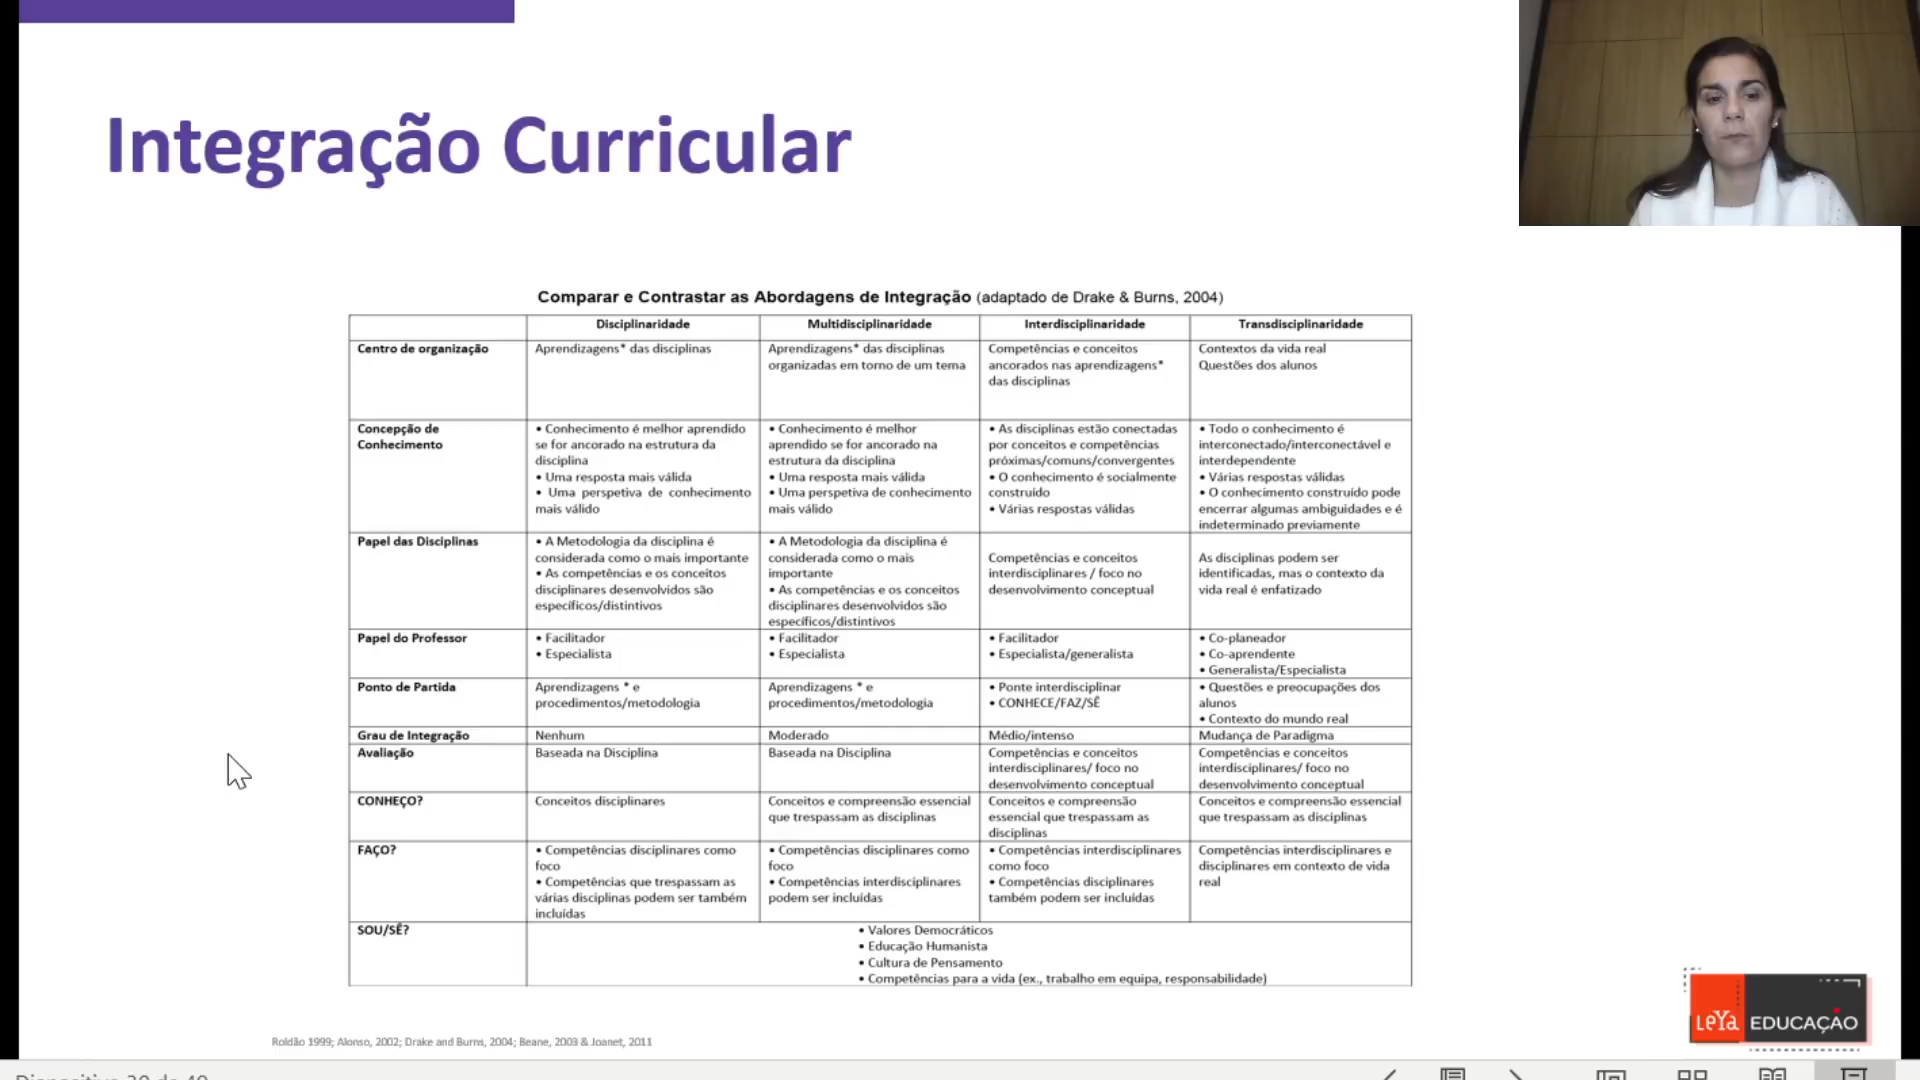 Integração Curricular
Comparar e Contrastar as Abordagens de Integração (adaptado de Drake & Burns, 2004)
Disciplinaridade
Multidisciplinaridade
Interdisciplinaridade
Transdisciplinaridade
Centro de organização
Aprendizagens* das disciplinas
Aprendizagens* das disciplinas
organizadas em torno de um tema
Competências e conceitos
ancorados nas aprendizagens*
das disciplinas
Contextos da vida real
Questões dos alunos
Concepção de
Conhecimento
• Conhecimento é melhor aprendido
se for ancorado na estrutura da
disciplina
• Uma resposta mais válida
• Uma perspetiva de conhecimento
mais válido
• Conhecimento é melhor
aprendido se for ancorado na
estrutura da disciplina
• Uma resposta mais válida
• Uma perspetiva de conhecimento
mais válido
• As disciplinas estão conectadas
por conceitos e competências
próximas/comuns/convergentes
• O conhecimento é socialmente
construído
• Várias respostas válidas
• Todo o conhecimento é
interconectado/interconectável e
interdependente
• Várias respostas válidas
• O conhecimento construído pode
encerrar algumas ambiguidades e é
indeterminado previamente
Papel das Disciplinas
• A Metodologia da disciplina é
considerada como o mais importante
• As competências e os conceitos
disciplinares desenvolvidos são
específicos/distintivos
• A Metodologia da disciplina é
considerada como o mais
importante
• As competências e os conceitos
disciplinares desenvolvidos são
específicos/distintivos
Competências e conceitos
interdisciplinares / foco no
desenvolvimento conceptual
As disciplinas podem ser
identificadas, mas o contexto da
vida real é enfatizado
Papel do Professor
• Facilitador
• Especialista
• Facilitador
• Especialista
• Facilitador
• Especialista/generalista
• Co-planeador
• Co-aprendente
• Generalista/Especialista
Ponto de Partida
Aprendizagens * e
procedimentos/metodologia
Aprendizagens * e
procedimentos/metodologia
• Ponte interdisciplinar
• CONHECE/FAZ/SÊ
• Questões e preocupações dos
alunos
• Contexto do mundo real
Grau de Integração
Nenhum
Moderado
Médio/intenso
Mudança de Paradigma
Avaliação
Baseada na Disciplina
Baseada na Disciplina
Competências e conceitos
interdisciplinares/ foco no
desenvolvimento conceptual
Competências e conceitos
interdisciplinares/ foco no
desenvolvimento conceptual
CONHEÇO?
Conceitos disciplinares
Conceitos e compreensão essencial
que trespassam as disciplinas
Conceitos e compreensão
essencial que trespassam as
disciplinas
Conceitos e compreensão essencial
que trespassam as disciplinas
FAÇO?
• Competências disciplinares como
foco
• Competências que trespassam as
várias disciplinas podem ser também
incluídas
• Competências disciplinares como
foco
• Competências interdisciplinares
podem ser incluídas
• Competências interdisciplinares
como foco
• Competências disciplinares
também podem ser incluídas
Competências interdisciplinares e
disciplinares em contexto de vida
real
SOU/SÊ?
• Valores Democráticos
• Educação Humanista
• Cultura de Pensamento
• Competências para a vida (ex., trabalho em equipa, responsabilidade)
Roldão 1999; Alonso, 2002; Drake and Burns, 2004; Beane, 2003 & Joanet, 2011
LeYa EDUCAÇÃO